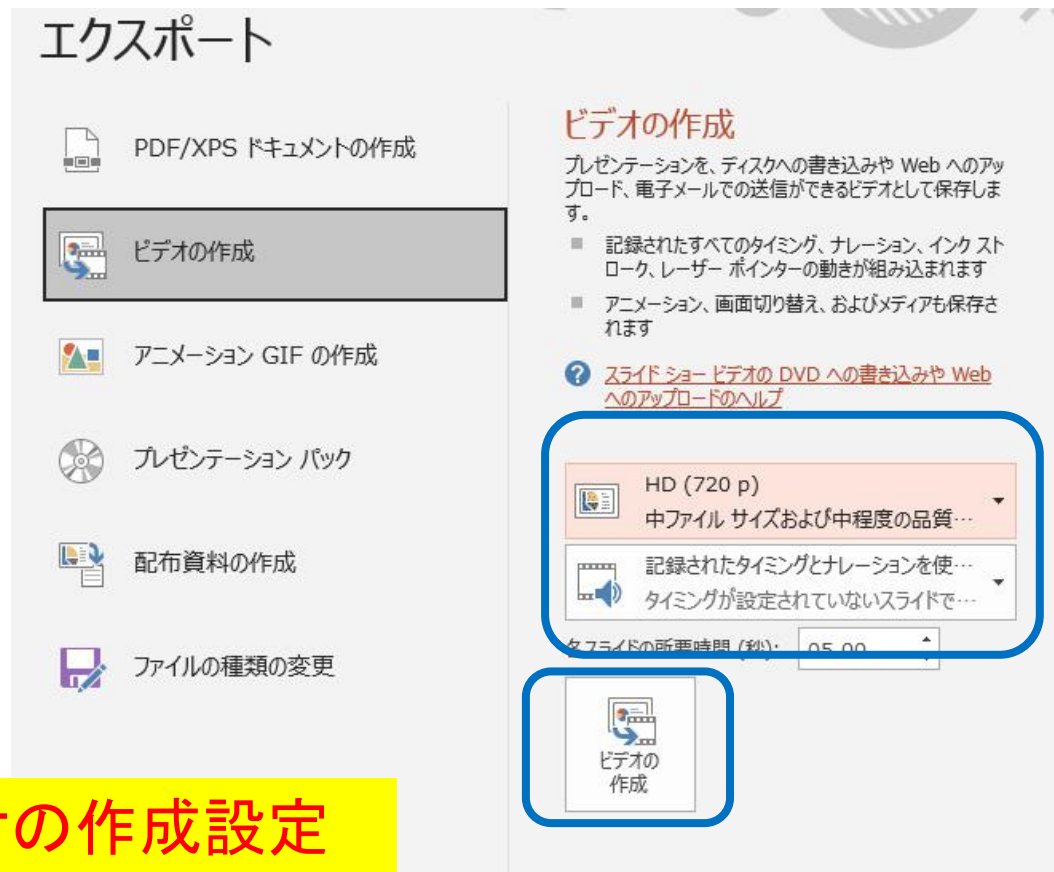 エクスポート
PDF/XPS ドキュメントの作成
ビデオの作成
アニメーション GIF の作成
プレゼンテーション パック
配布資料の作成
ファイルの種類の変更
ビデオの作成
プレゼンテーションを、ディスクへの書き込みや Web へのアッ
プロード、電子メールでの送信ができるビデオとして保存しま
す。
記録されたすべてのタイミング、ナレーション、インク スト
ローク、レーザー ポインターの動きが組み込まれます
アニメーション、画面切り替え、およびメディアも保存さ
れます
スライド ショー ビデオの DVD への書き込みや Web
へのアップロードのヘルプ
HD (720 p)
中ファイル サイズおよび中程度の品質…
記録されたタイミングとナレーションを使…
タイミングが設定されていないスライドで…
各スライドの所要時間 (秒): 05.00
ビデオの
作成
の作成設定